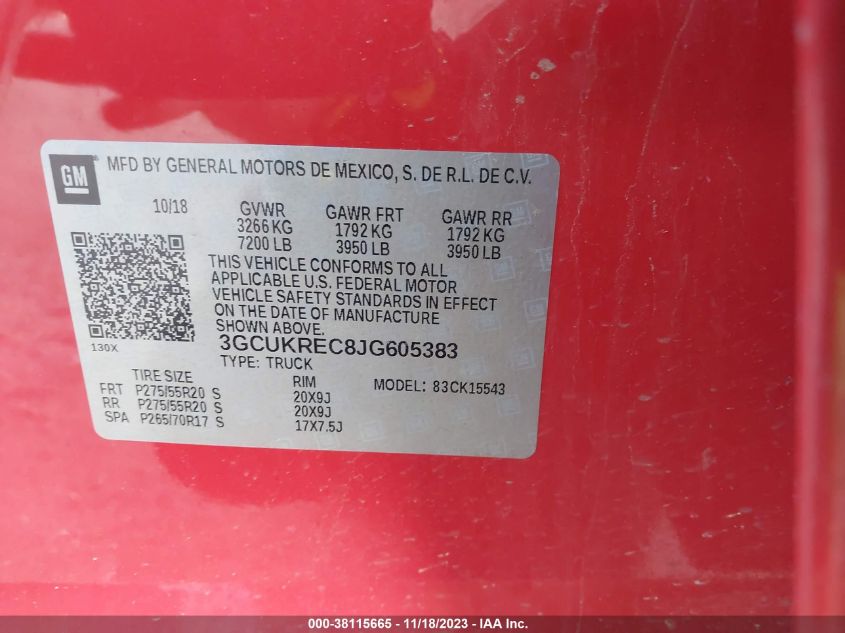 GM MFD BY GENERAL MOTORS DE MEXICO, S. DE R.L. DE C.V.
10/18 GVWR GAWR FRT GAWR RR
3266 KG 1792 KG 1792 KG
7200 LB 3950 LB 3950 LB
THIS VEHICLE CONFORMS TO ALL
APPLICABLE U.S. FEDERAL MOTOR
VEHICLE SAFETY STANDARDS IN EFFECT
ON THE DATE OF MANUFACTURE
SHOWN ABOVE.
130X
3GCUKREC8JG605383
TYPE: TRUCK
TIRE SIZE RIM MODEL: 83CK15543
FRT P275/55R20 S 20X9J
RR P275/55R20 S 20X9J
SPA P265/70R17 S 17X7.5J
000-38115665 - 11/18/2023 - IAA Inc.